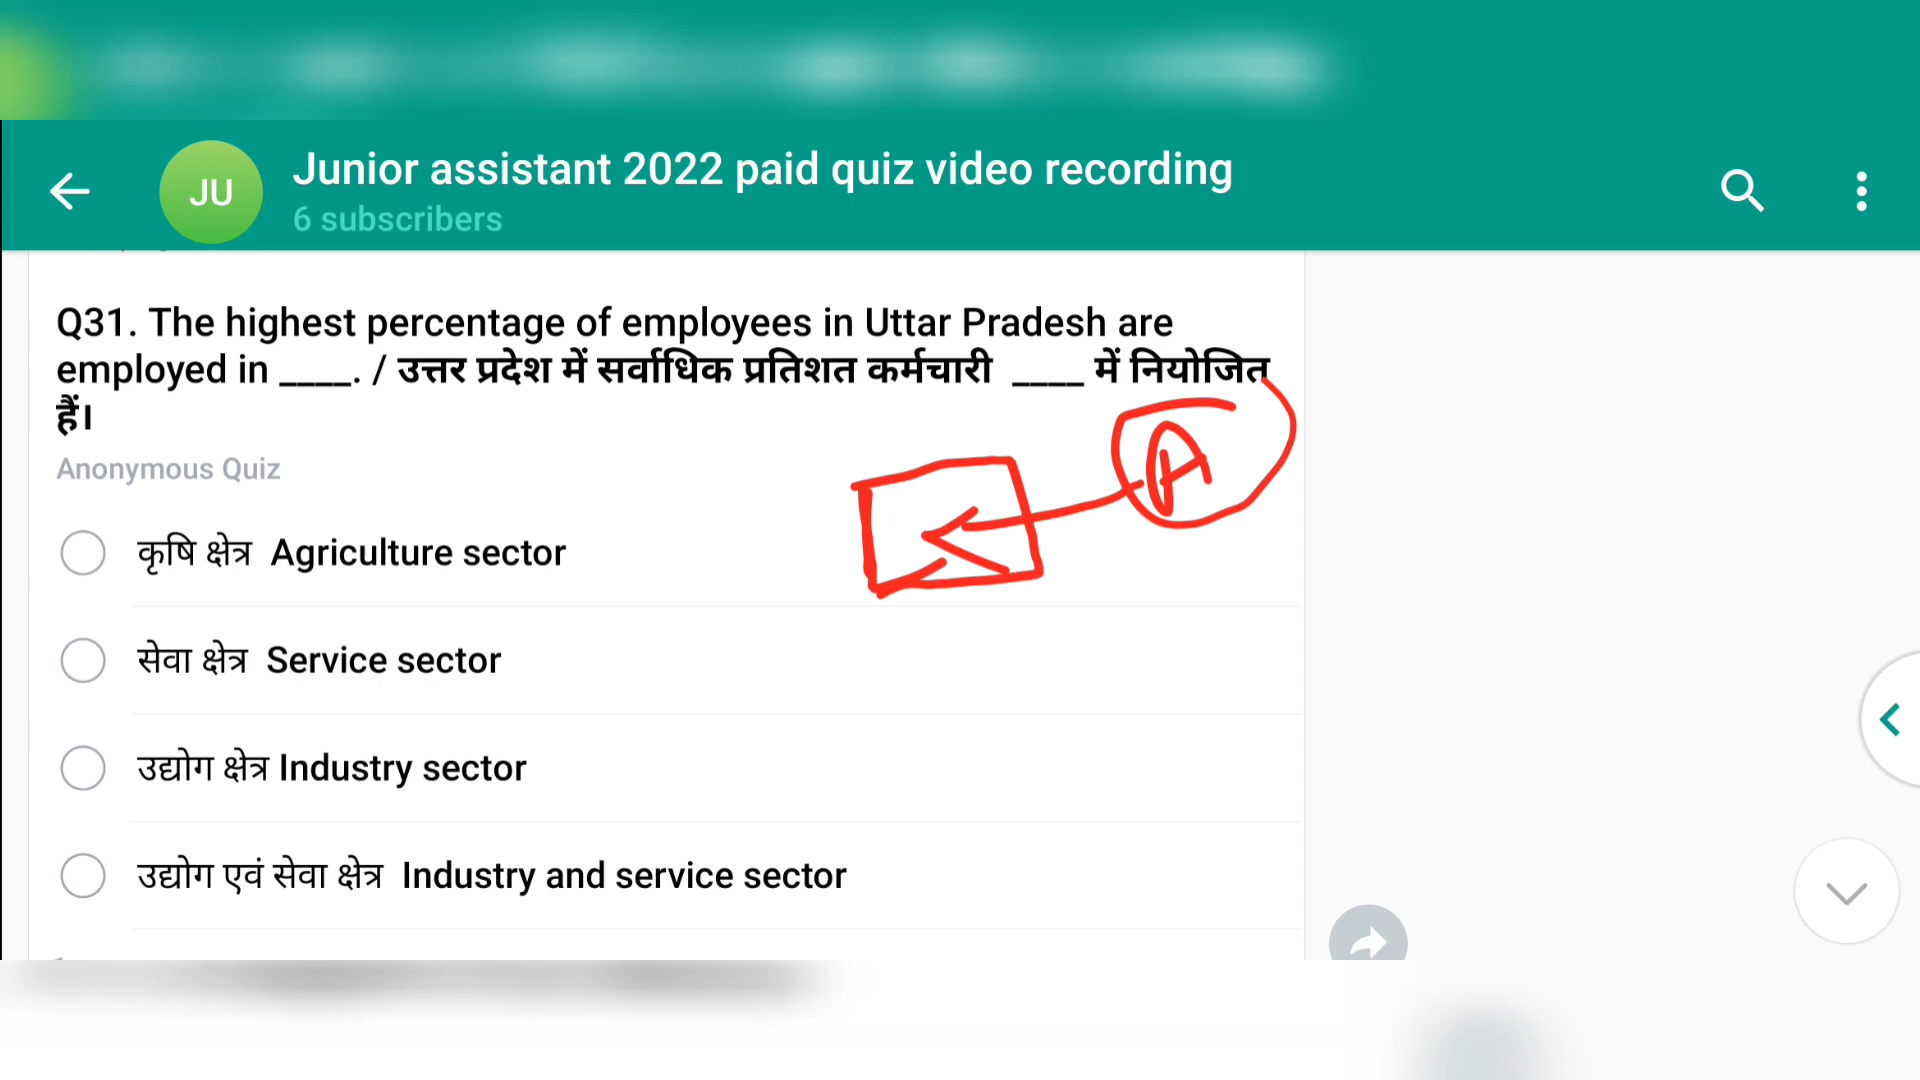 JU
Junior assistant 2022 paid quiz video recording
6 subscribers
Q31. The highest percentage of employees in Uttar Pradesh are
employed in ____. / उत्तर प्रदेश में सर्वाधिक प्रतिशत कर्मचारी ____ में नियोजित
हैं।
Anonymous Quiz
A
कृषि क्षेत्र Agriculture sector
सेवा क्षेत्र Service sector
उद्योग क्षेत्र Industry sector
उद्योग एवं सेवा क्षेत्र Industry and service sector